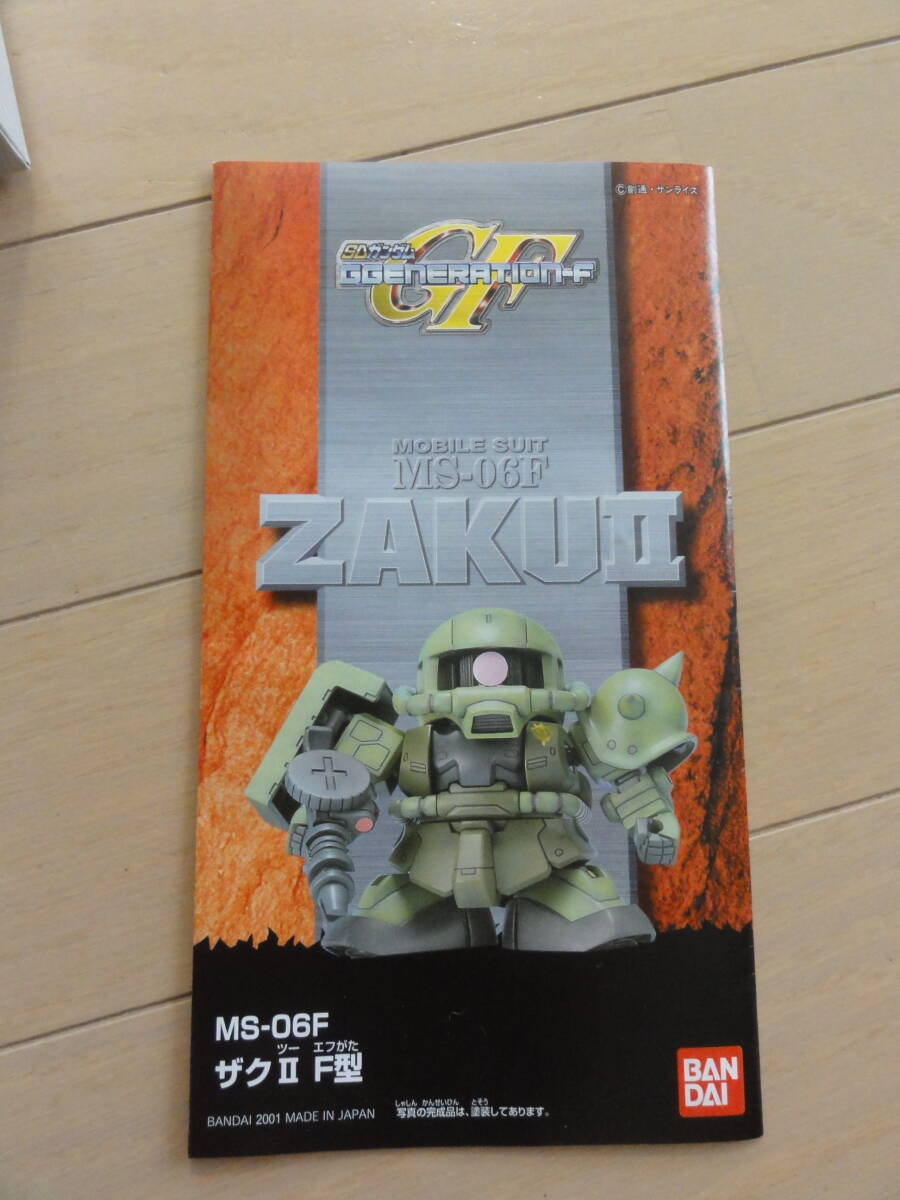 ©創通・サンライズ
SDガンダム
GGENERATION-F
GF
MOBILE SUIT
MS-06F
ZAKUII
MS-06F
ツー エフがた
ザクII F型
しゃしん かんせいひん とそう
写真の完成品は、塗装してあります。
BANDAI 2001 MADE IN JAPAN
BAN
DAI